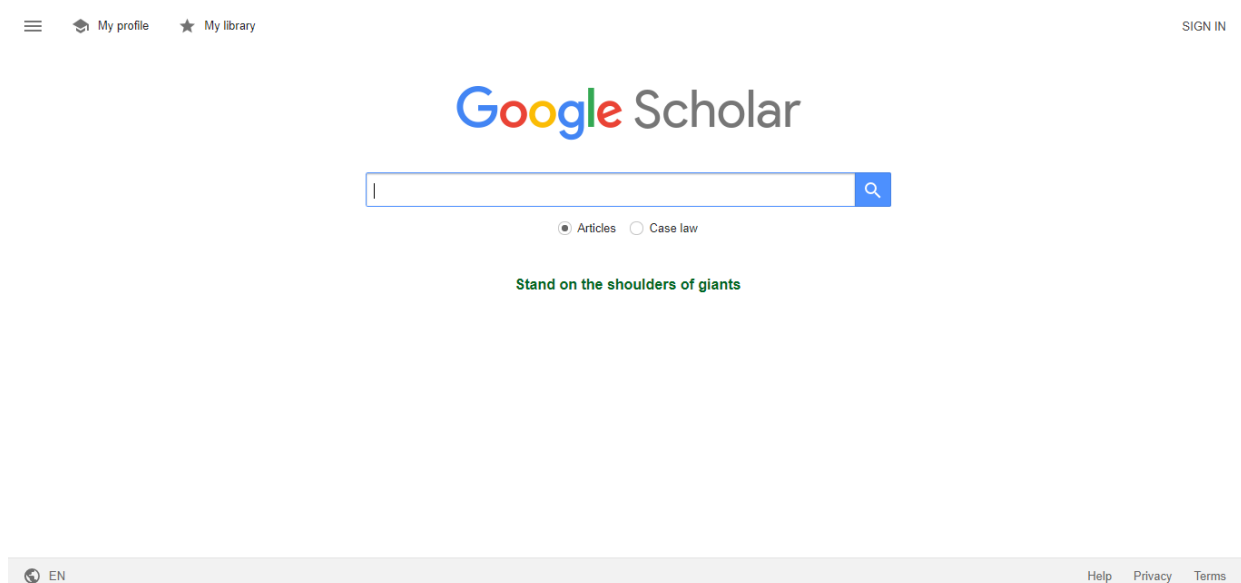 My profile My library SIGN IN
Google Scholar
Articles Case law
Stand on the shoulders of giants
EN Help Privacy Terms